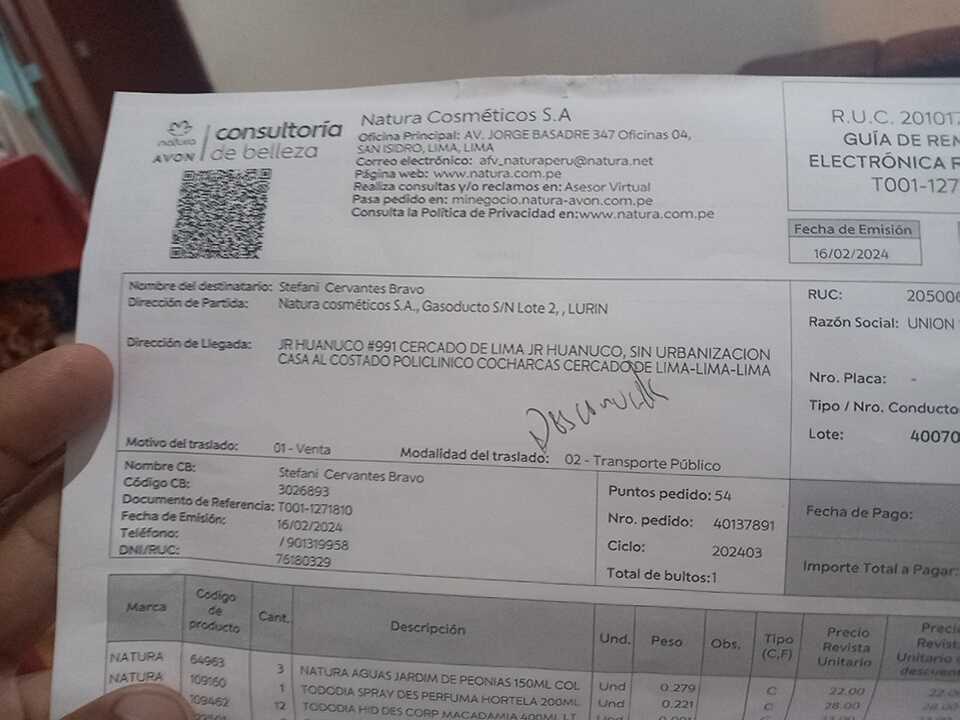 natura
AVON
consultoría
de belleza
Natura Cosméticos S.A
Oficina Principal: AV. JORGE BASADRE 347 Oficinas 04,
SAN ISIDRO, LIMA, LIMA
Correo electrónico: afv_naturaperu@natura.net
Página web: www.natura.com.pe
Realiza consultas y/o reclamos en: Asesor Virtual
Pasa pedido en: minegocio.natura-avon.com.pe
Consulta la Política de Privacidad en:www.natura.com.pe
R.U.C. 20101
GUÍA DE REM
ELECTRÓNICA R
T001-127
Fecha de Emisión
16/02/2024
Nombre del destinatario: Stefani Cervantes Bravo
Dirección de Partida: Natura cosméticos S.A., Gasoducto S/N Lote 2, , LURIN
Dirección de Llegada: JR HUANUCO #991 CERCADO DE LIMA JR HUANUCO, SIN URBANIZACION
CASA AL COSTADO POLICLINICO COCHARCAS CERCADO DE LIMA-LIMA-LIMA
Motivo del traslado: 01 - Venta Modalidad del traslado: 02 - Transporte Público
RUC: 205006
Razón Social: UNION
Nro. Placa: -
Tipo / Nro. Conducto
Lote: 40070
Nombre CB: Stefani Cervantes Bravo
Código CB: 3026893
Documento de Referencia: T001-1271810
Fecha de Emisión: 16/02/2024
Teléfono: / 901319958
DNI/RUC: 76180329
Puntos pedido: 54
Nro. pedido: 40137891
Ciclo: 202403
Total de bultos: 1
Fecha de Pago:
Importe Total a Pagar:
Marca Codigo de producto Cant. Descripción Und. Peso Obs. Tipo (C,F) Precio Revista Unitario Precio Revist Unitario descuent
NATURA 64963 3 NATURA AGUAS JARDIM DE PEONIAS 150ML COL Und 0.279 C 22.00 22.0
NATURA 109160 1 TODODIA SPRAY DES PERFUMA HORTELA 200ML Und 0.221 C 28.00 28.00
109462 12 TODODIA HID DES CORP MACADAMIA 400ML LT